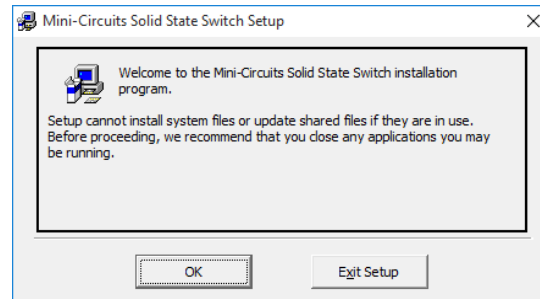 Mini-Circuits Solid State Switch Setup
Welcome to the Mini-Circuits Solid State Switch installation
program.
Setup cannot install system files or update shared files if they are in use.
Before proceeding, we recommend that you close any applications you may
be running.
OK
Exit Setup